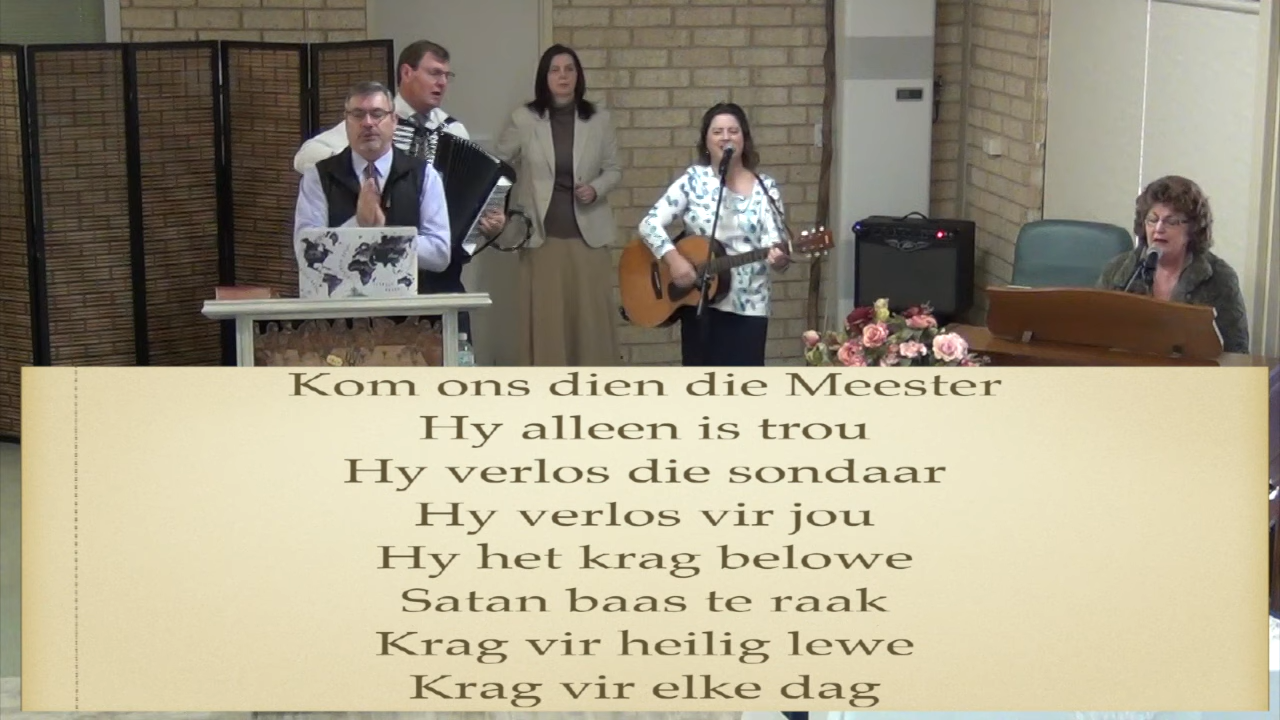 Kom ons dien die Meester
Hy alleen is trou
Hy verlos die sondaar
Hy verlos vir jou
Hy het krag belowe
Satan baas te raak
Krag vir heilig lewe
Krag vir elke dag